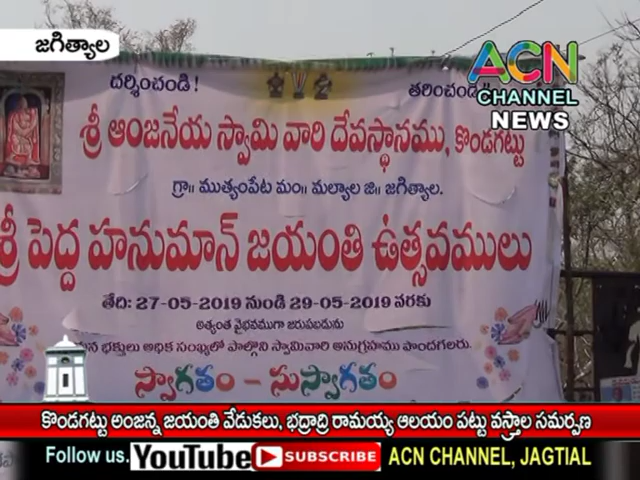 జగిత్యాల
ACN
CHANNEL
NEWS
దర్శించండి !
తరించండి !!
శ్రీ ఆంజనేయ స్వామి వారి దేవస్థానము, కొండగట్టు
గ్రా॥ ముత్యంపేట మం॥ మల్యాల జి॥ జగిత్యాల.
శ్రీ పెద్ద హనుమాన్ జయంతి ఉత్సవములు
తేది: 27-05-2019 నుండి 29-05-2019 వరకు
అత్యంత వైభవముగా జరుపబడును
భక్తులు అధిక సంఖ్యలో పాల్గొని స్వామివారి అనుగ్రహము పొందగలరు.
స్వాగతం - సుస్వాగతం
కొండగట్టు అంజన్న జయంతి వేడుకలు, భద్రాద్రి రామయ్య ఆలయం పట్టు వస్త్రాల సమర్పణ
Follow us. YouTube SUBSCRIBE ACN CHANNEL, JAGTIAL